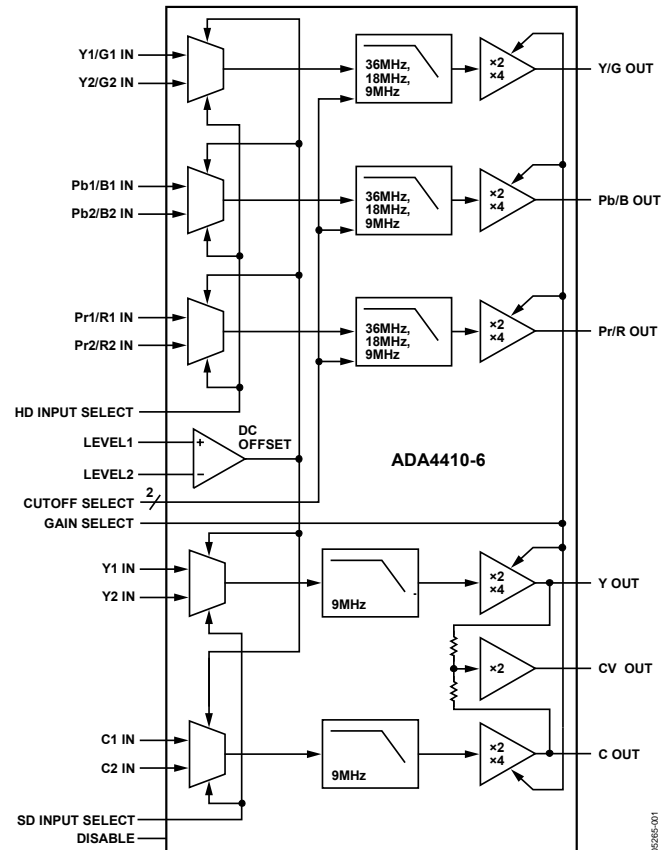 Y1/G1 IN
Y2/G2 IN
36MHz,
18MHz,
9MHz
×2
×4
Y/G OUT
Pb1/B1 IN
Pb2/B2 IN
36MHz,
18MHz,
9MHz
×2
×4
Pb/B OUT
Pr1/R1 IN
Pr2/R2 IN
36MHz,
18MHz,
9MHz
×2
×4
Pr/R OUT
HD INPUT SELECT
LEVEL1
+
DC
OFFSET
LEVEL2
−
ADA4410-6
CUTOFF SELECT
2
GAIN SELECT
Y1 IN
Y2 IN
9MHz
×2
×4
Y OUT
×2
CV OUT
C1 IN
C2 IN
9MHz
×2
×4
C OUT
SD INPUT SELECT
DISABLE
05265-001